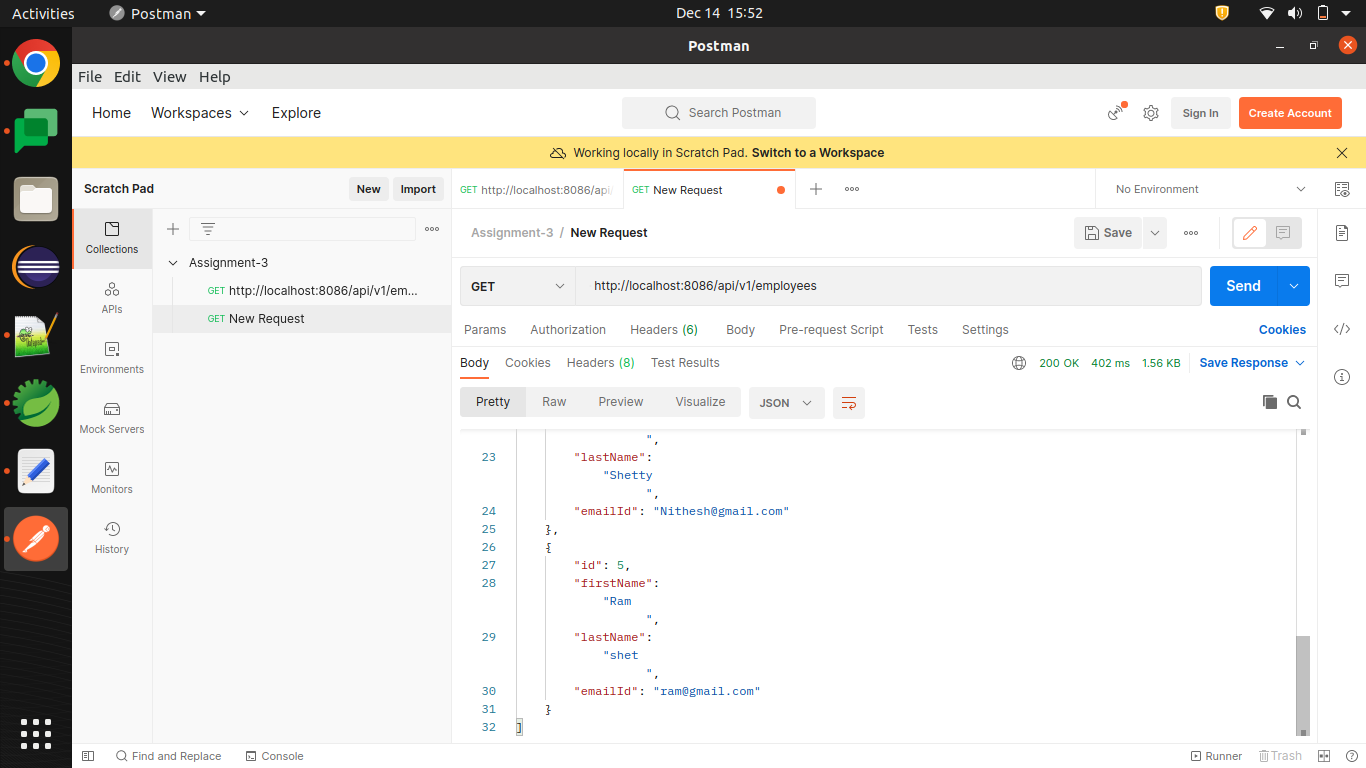 Activities Postman Dec 14 15:52
Postman
File Edit View Help
Home Workspaces Explore Search Postman Sign In Create Account
Working locally in Scratch Pad. Switch to a Workspace
Scratch Pad New Import GET http://localhost:8086/api GET New Request No Environment
Collections
Assignment-3 / New Request Save
Assignment-3
GET http://localhost:8086/api/v1/em...
GET New Request
APIs
Environments
Mock Servers
Monitors
History
GET http://localhost:8086/api/v1/employees Send
Params Authorization Headers (6) Body Pre-request Script Tests Settings Cookies
Body Cookies Headers (8) Test Results 200 OK 402 ms 1.56 KB Save Response
Pretty Raw Preview Visualize JSON
",
23 "lastName":
"Shetty
",
24 "emailId": "Nithesh@gmail.com"
25 },
26 {
27 "id": 5,
28 "firstName":
"Ram
",
29 "lastName":
"shet
",
30 "emailId": "ram@gmail.com"
31 }
32 ]
Find and Replace Console Runner Trash